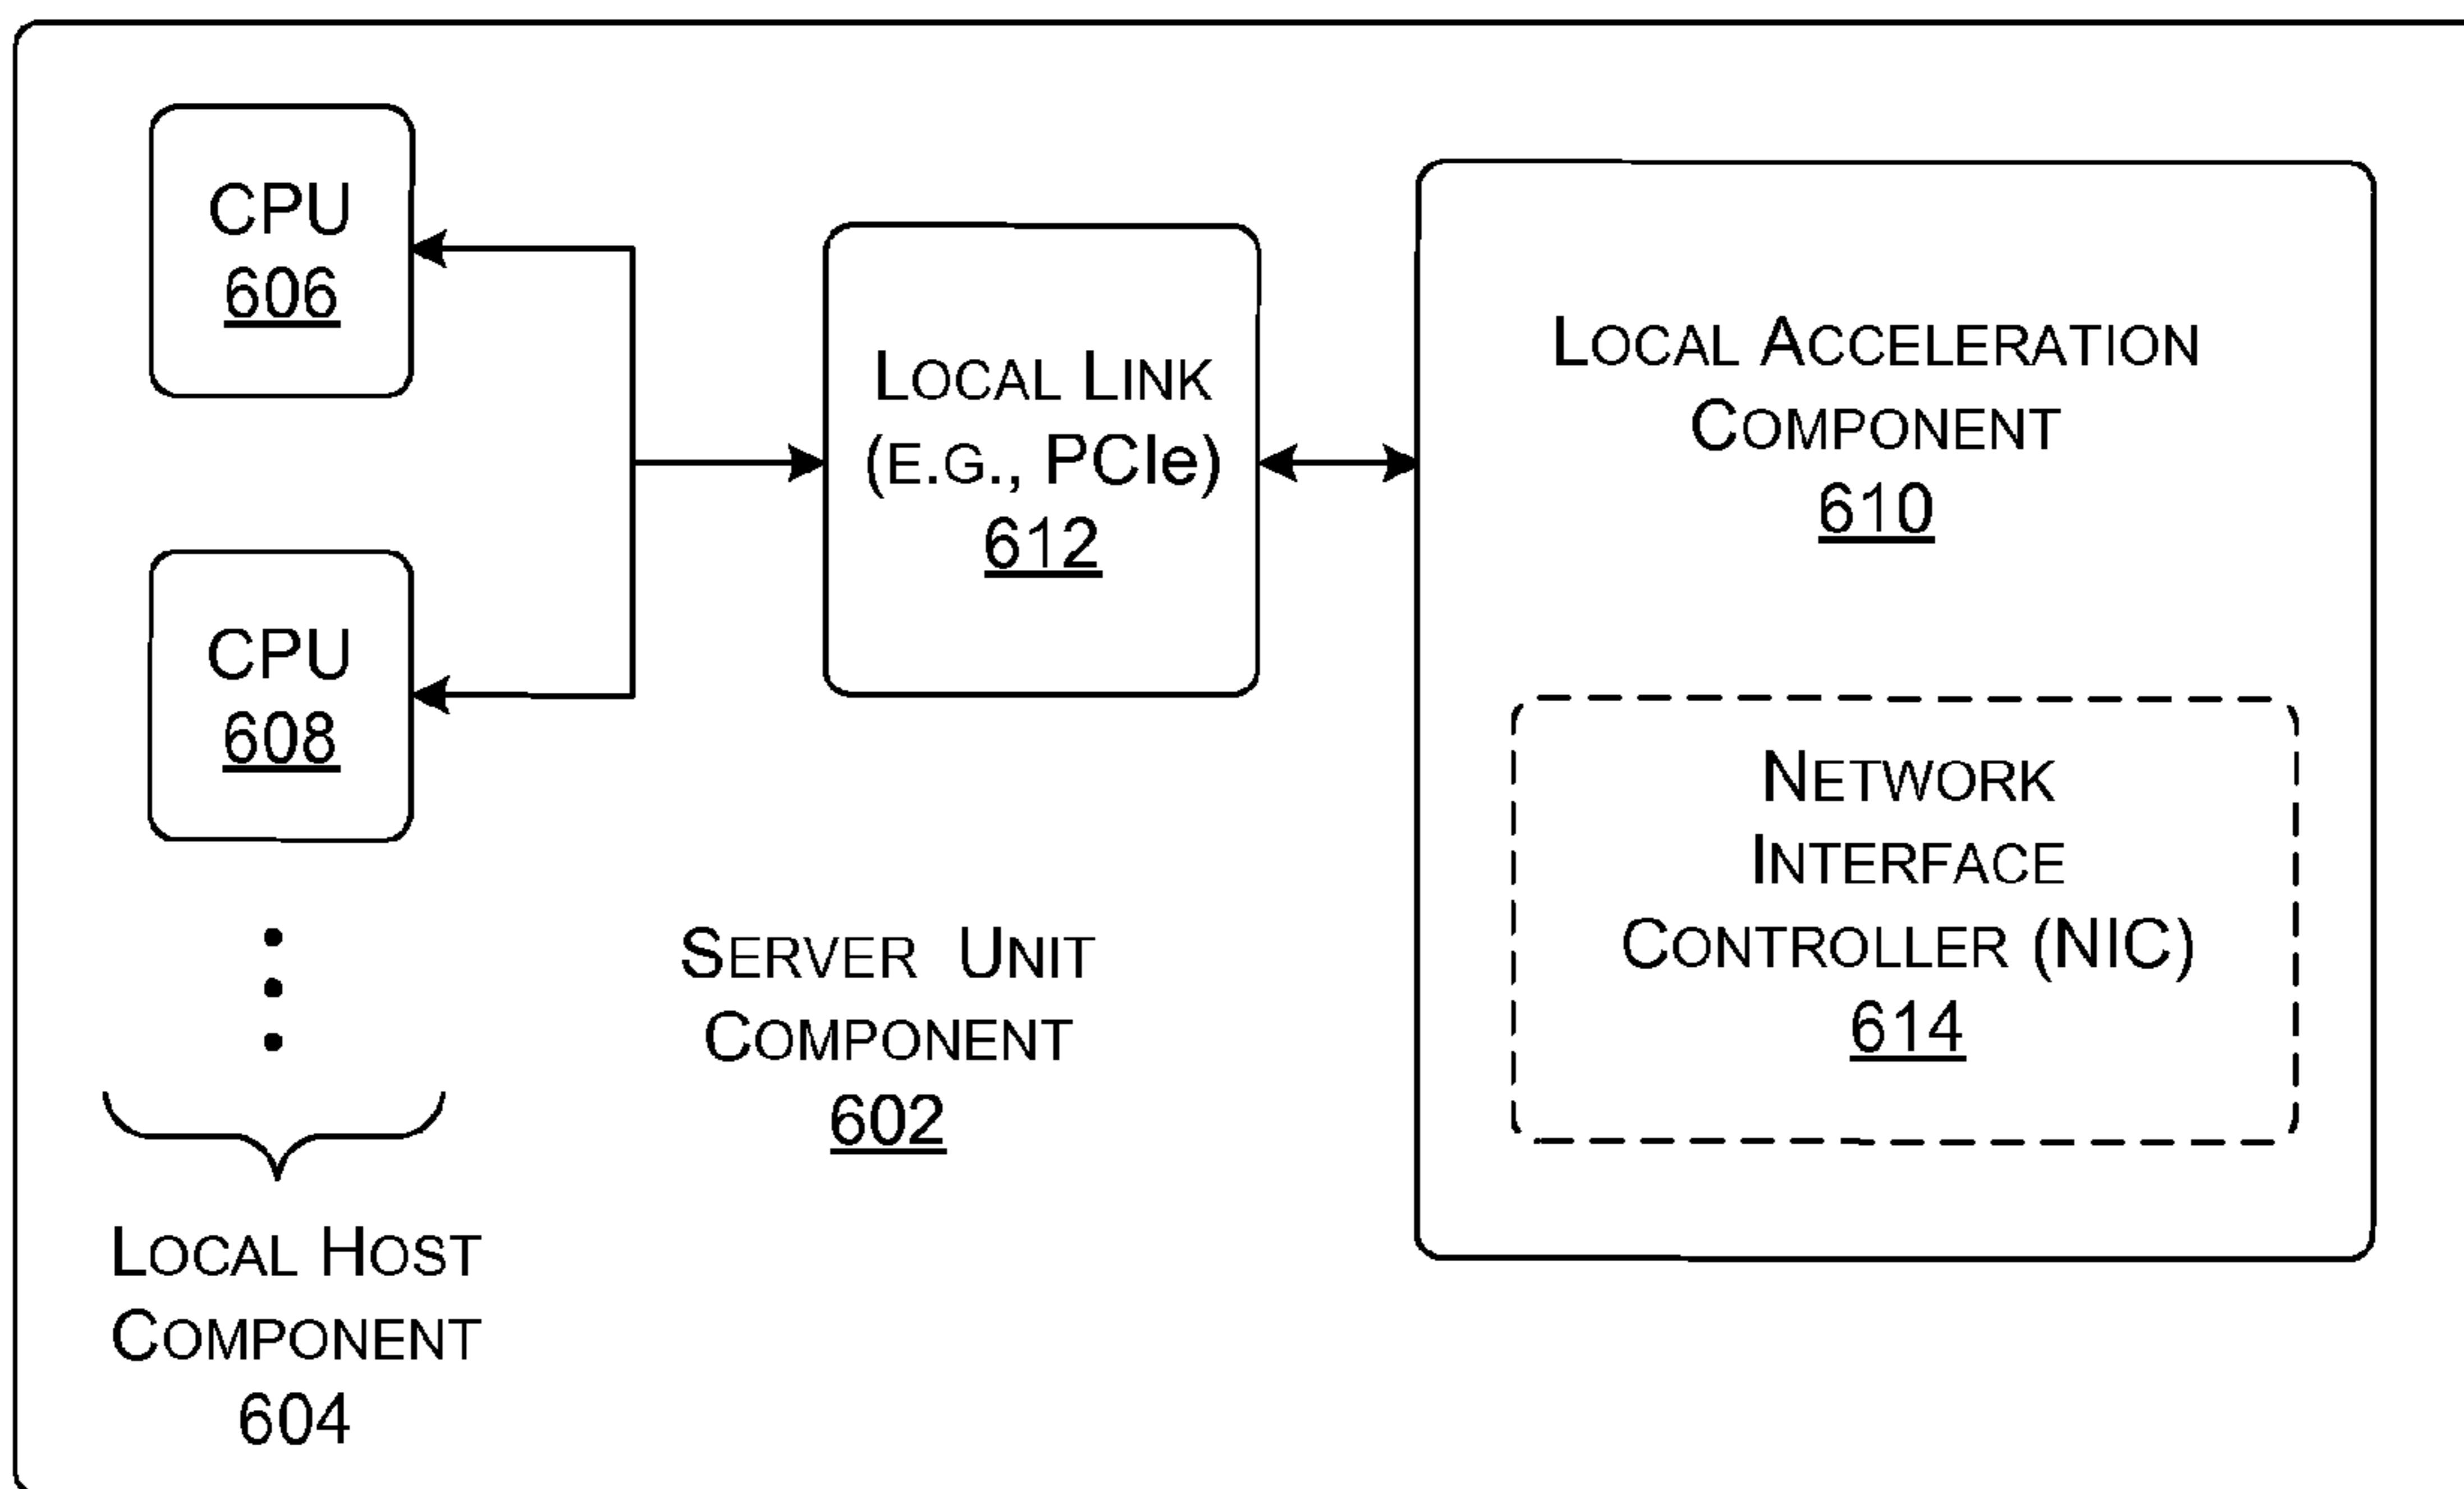 CPU
606
CPU
608
LOCAL LINK
(E.G., PCIe)
612
LOCAL ACCELERATION
COMPONENT
610
NETWORK
INTERFACE
CONTROLLER (NIC)
614
SERVER UNIT
COMPONENT
602
LOCAL HOST
COMPONENT
604